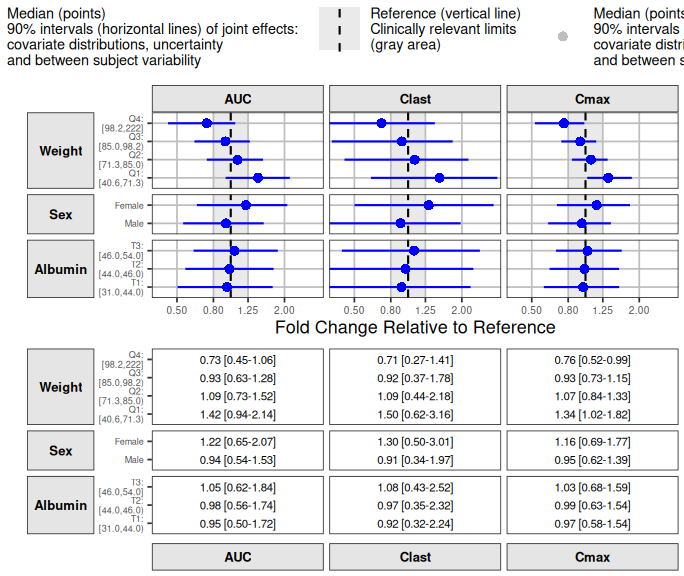 Median (points)
90% intervals (horizontal lines) of joint effects:
covariate distributions, uncertainty
and between subject variability
Reference (vertical line)
Clinically relevant limits
(gray area)
Median (points
90% intervals
covariate distri
and between s
AUC
Clast
Cmax
Weight
Q4:
[98.2,222]
Q3:
[85.0,98.2)
Q2:
[71.3,85.0)
Q1:
[40.6,71.3)
Sex
Female
Male
Albumin
T3:
[46.0,54.0]
T2:
[44.0,46.0)
T1:
[31.0,44.0)
0.50 0.80 1.25 2.00
0.50 0.80 1.25 2.00
0.50 0.80 1.25 2.00
Fold Change Relative to Reference
Weight
Q4:
[98.2,222]
Q3:
[85.0,98.2)
Q2:
[71.3,85.0)
Q1:
[40.6,71.3)
0.73 [0.45-1.06] 0.71 [0.27-1.41] 0.76 [0.52-0.99]
0.93 [0.63-1.28] 0.92 [0.37-1.78] 0.93 [0.73-1.15]
1.09 [0.73-1.52] 1.09 [0.44-2.18] 1.07 [0.84-1.33]
1.42 [0.94-2.14] 1.50 [0.62-3.16] 1.34 [1.02-1.82]
Sex
Female 1.22 [0.65-2.07] 1.30 [0.50-3.01] 1.16 [0.69-1.77]
Male 0.94 [0.54-1.53] 0.91 [0.34-1.97] 0.95 [0.62-1.39]
Albumin
T3:
[46.0,54.0]
T2:
[44.0,46.0)
T1:
[31.0,44.0)
1.05 [0.62-1.84] 1.08 [0.43-2.52] 1.03 [0.68-1.59]
0.98 [0.56-1.74] 0.97 [0.35-2.32] 0.99 [0.63-1.54]
0.95 [0.50-1.72] 0.92 [0.32-2.24] 0.97 [0.58-1.54]
AUC
Clast
Cmax